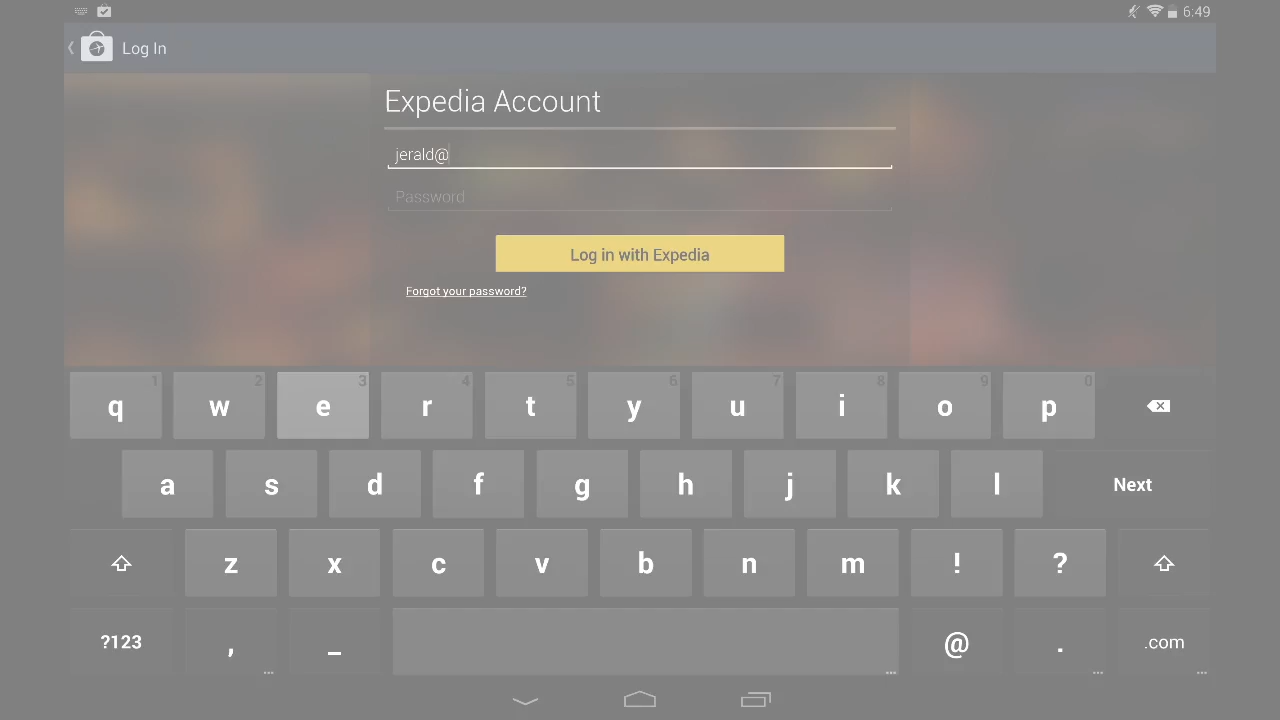 6:49
Log In
Expedia Account
jerald@
Password
Log in with Expedia
Forgot your password?
1 2 3 4 5 6 7 8 9 0
q w e r t y u i o p
a s d f g h j k l Next
z x c v b n m ! ?
?123 , _ @ . .com